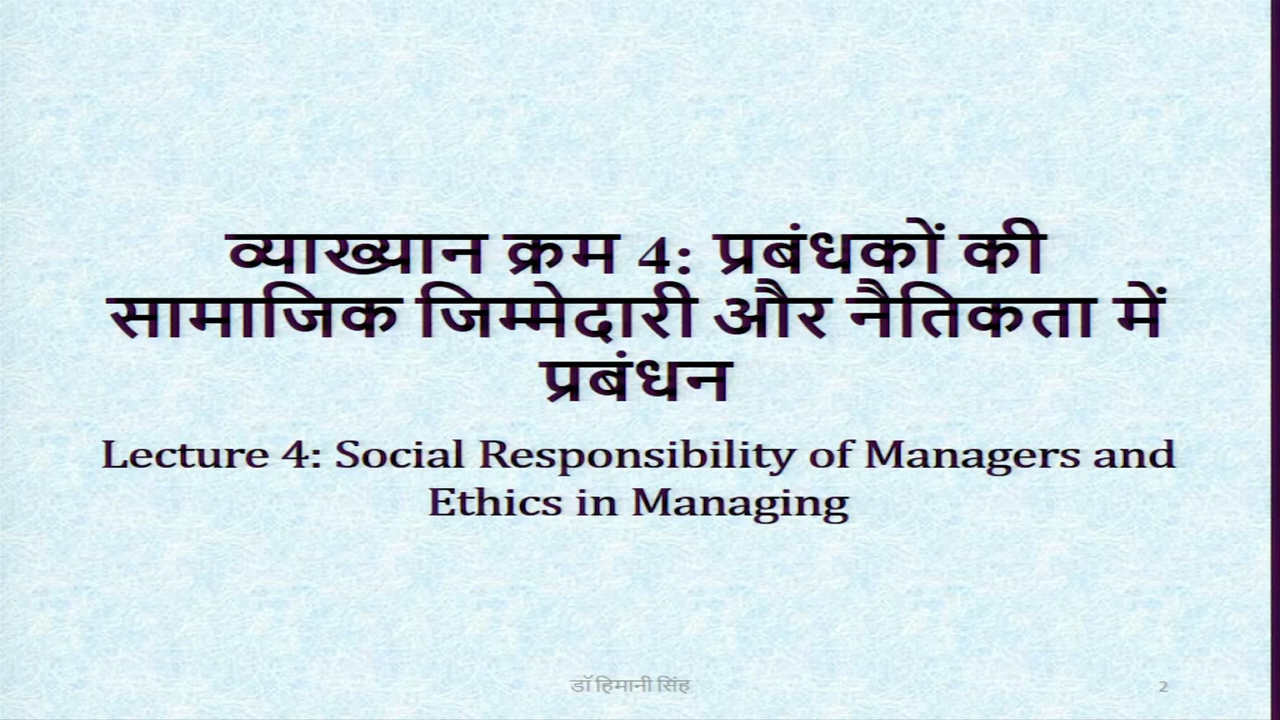 व्याख्यान क्रम 4: प्रबंधकों की
सामाजिक जिम्मेदारी और नैतिकता में
प्रबंधन
Lecture 4: Social Responsibility of Managers and
Ethics in Managing
डॉ हिमानी सिंह
2